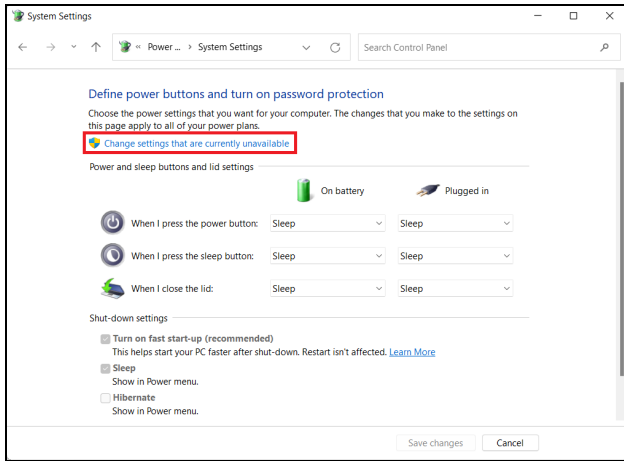 System Settings
« Power ... > System Settings
Search Control Panel
Define power buttons and turn on password protection
Choose the power settings that you want for your computer. The changes that you make to the settings on
this page apply to all of your power plans.
Change settings that are currently unavailable
Power and sleep buttons and lid settings
On battery
Plugged in
When I press the power button: Sleep Sleep
When I press the sleep button: Sleep Sleep
When I close the lid: Sleep Sleep
Shut-down settings
Turn on fast start-up (recommended)
This helps start your PC faster after shut-down. Restart isn't affected. Learn More
Sleep
Show in Power menu.
Hibernate
Show in Power menu.
Save changes
Cancel